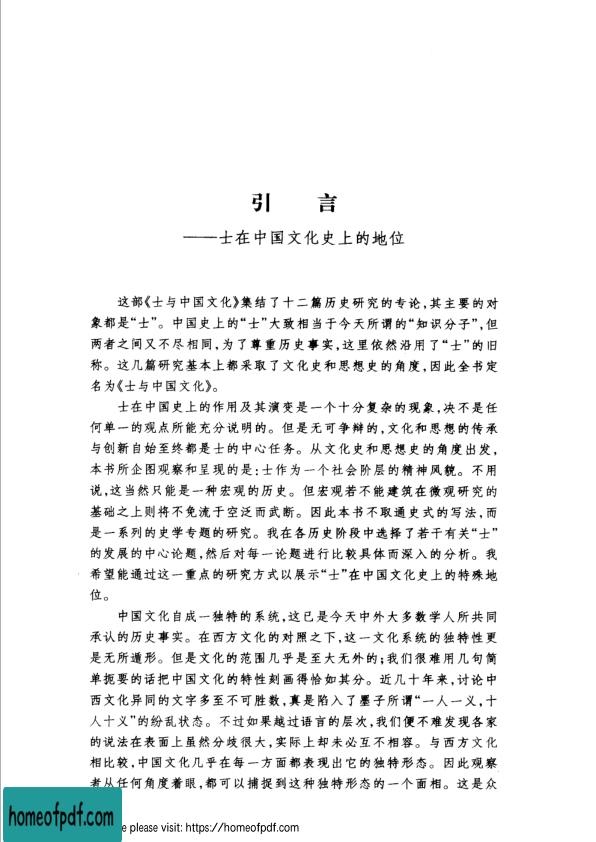 引 言
——士在中国文化史上的地位
这部《士与中国文化》集结了十二篇历史研究的专论,其主要的对
象都是“士”。中国史上的“士”大致相当于今天所谓的“知识分子”,但
两者之间又不尽相同,为了尊重历史事实,这里依然沿用了“士”的旧
称。这几篇研究基本上都采取了文化史和思想史的角度,因此全书定
名为《士与中国文化》。
士在中国史上的作用及其演变是一个十分复杂的现象,决不是任
何单一的观点所能充分说明的。但是无可争辩的,文化和思想的传承
与创新自始至终都是士的中心任务。从文化史和思想史的角度出发,
本书所企图观察和呈现的是:士作为一个社会阶层的精神风貌。不用
说,这当然只能是一种宏观的历史。但宏观若不能建筑在微观研究的
基础之上则将不免流于空泛而武断。因此本书不取通史式的写法,而
是一系列的史学专题的研究。我在各历史阶段中选择了若干有关“士”
的发展的中心论题,然后对每一论题进行比较具体而深入的分析。我
希望能通过这一重点的研究方式以展示“士”在中国文化史上的特殊地
位。
中国文化自成一独特的系统,这已是今天中外大多数学人所共同
承认的历史事实。在西方文化的对照之下,这一文化系统的独特性更
是无所遁形。但是文化的范围几乎是至大无外的;我们很难用几句简
单扼要的话把中国文化的特性刻画得恰如其分。近几十年来,讨论中
西文化异同的文字多至不可胜数,真是陷入了墨子所谓“一人一义,十
人十义”的纷乱状态。不过如果越过语言的层次,我们便不难发现各家
的说法在表面上虽然分歧很大,实际上却未必互不相容。与西方文化
相比较,中国文化几乎在每一方面都表现出它的独特形态。因此观察
者从任何角度着眼,都可以捕捉到这种独特形态的一个面相。这是众
homeofpdf.com
e please visit: https://homeofpdf.com